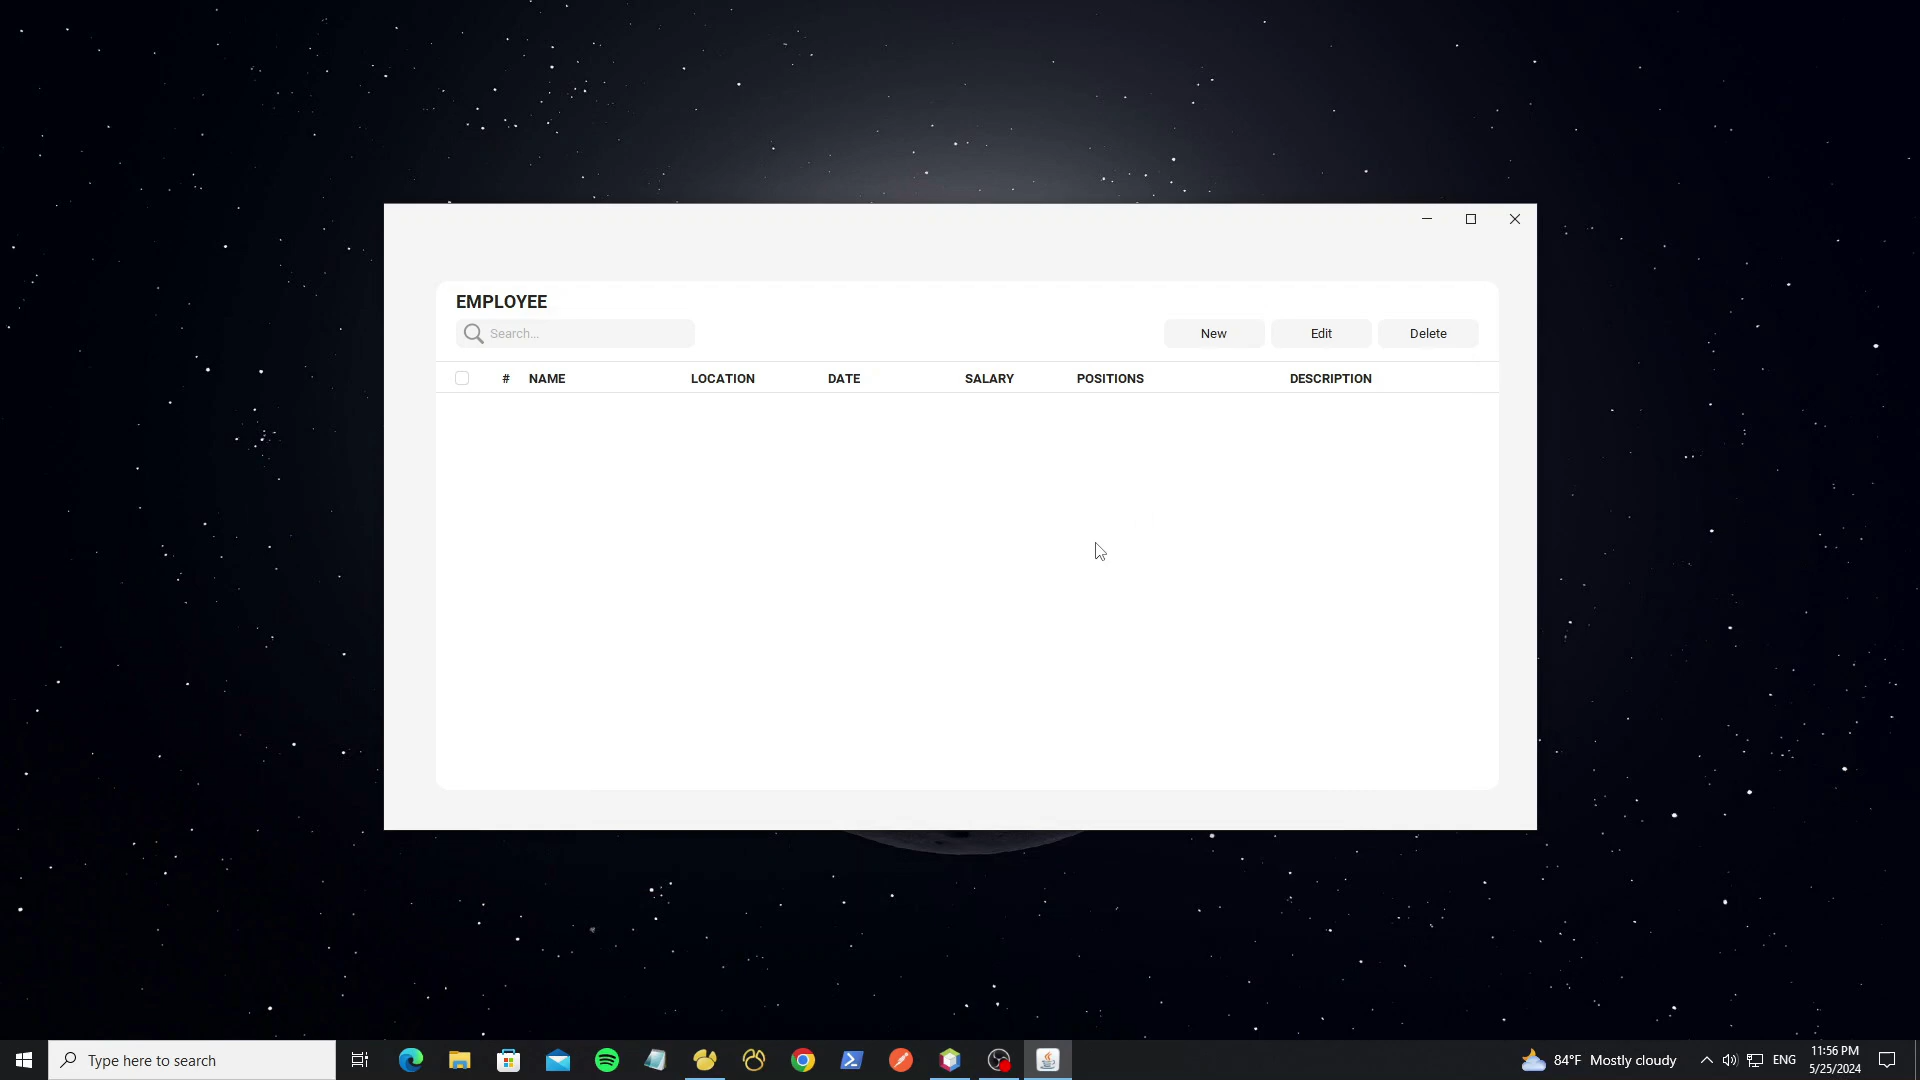 EMPLOYEE
Search...
New Edit Delete
# NAME LOCATION DATE SALARY POSITIONS DESCRIPTION
Type here to search
84°F Mostly cloudy
ENG
11:56 PM
5/25/2024